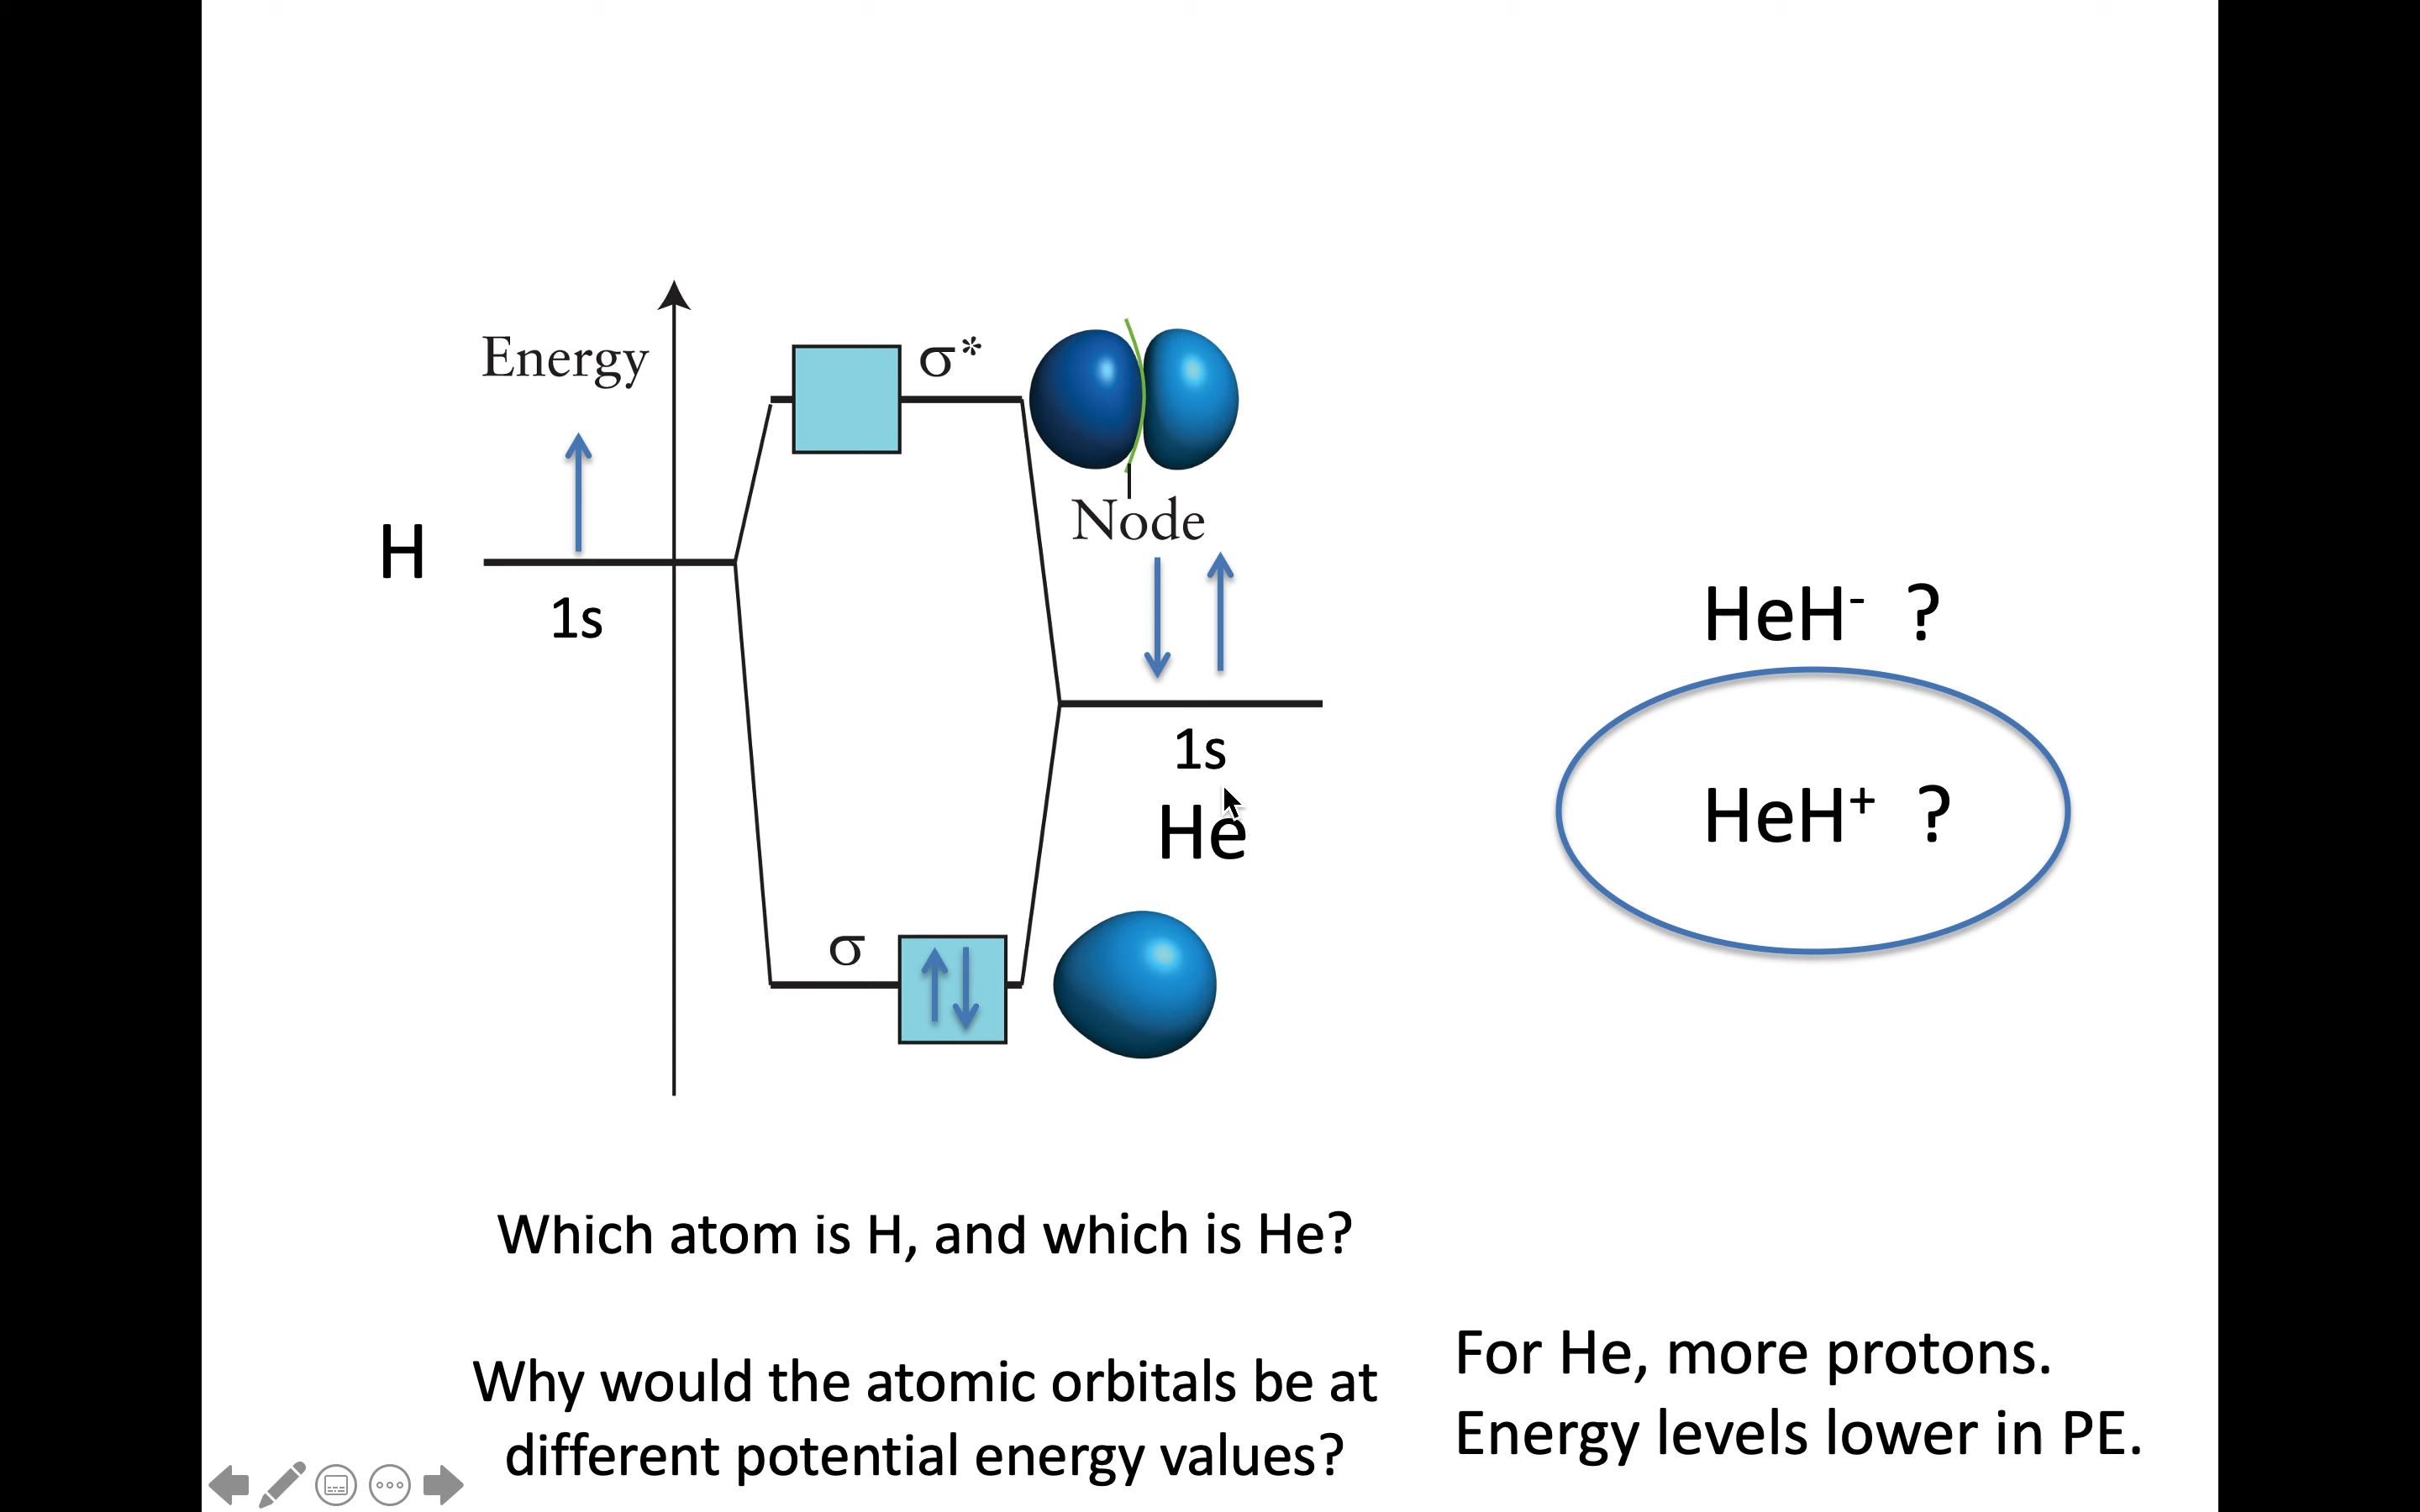 Energy
σ*
Node
H
1s
HeH⁻ ?
1s
He
HeH⁺ ?
σ
Which atom is H, and which is He?
Why would the atomic orbitals be at
different potential energy values?
For He, more protons.
Energy levels lower in PE.